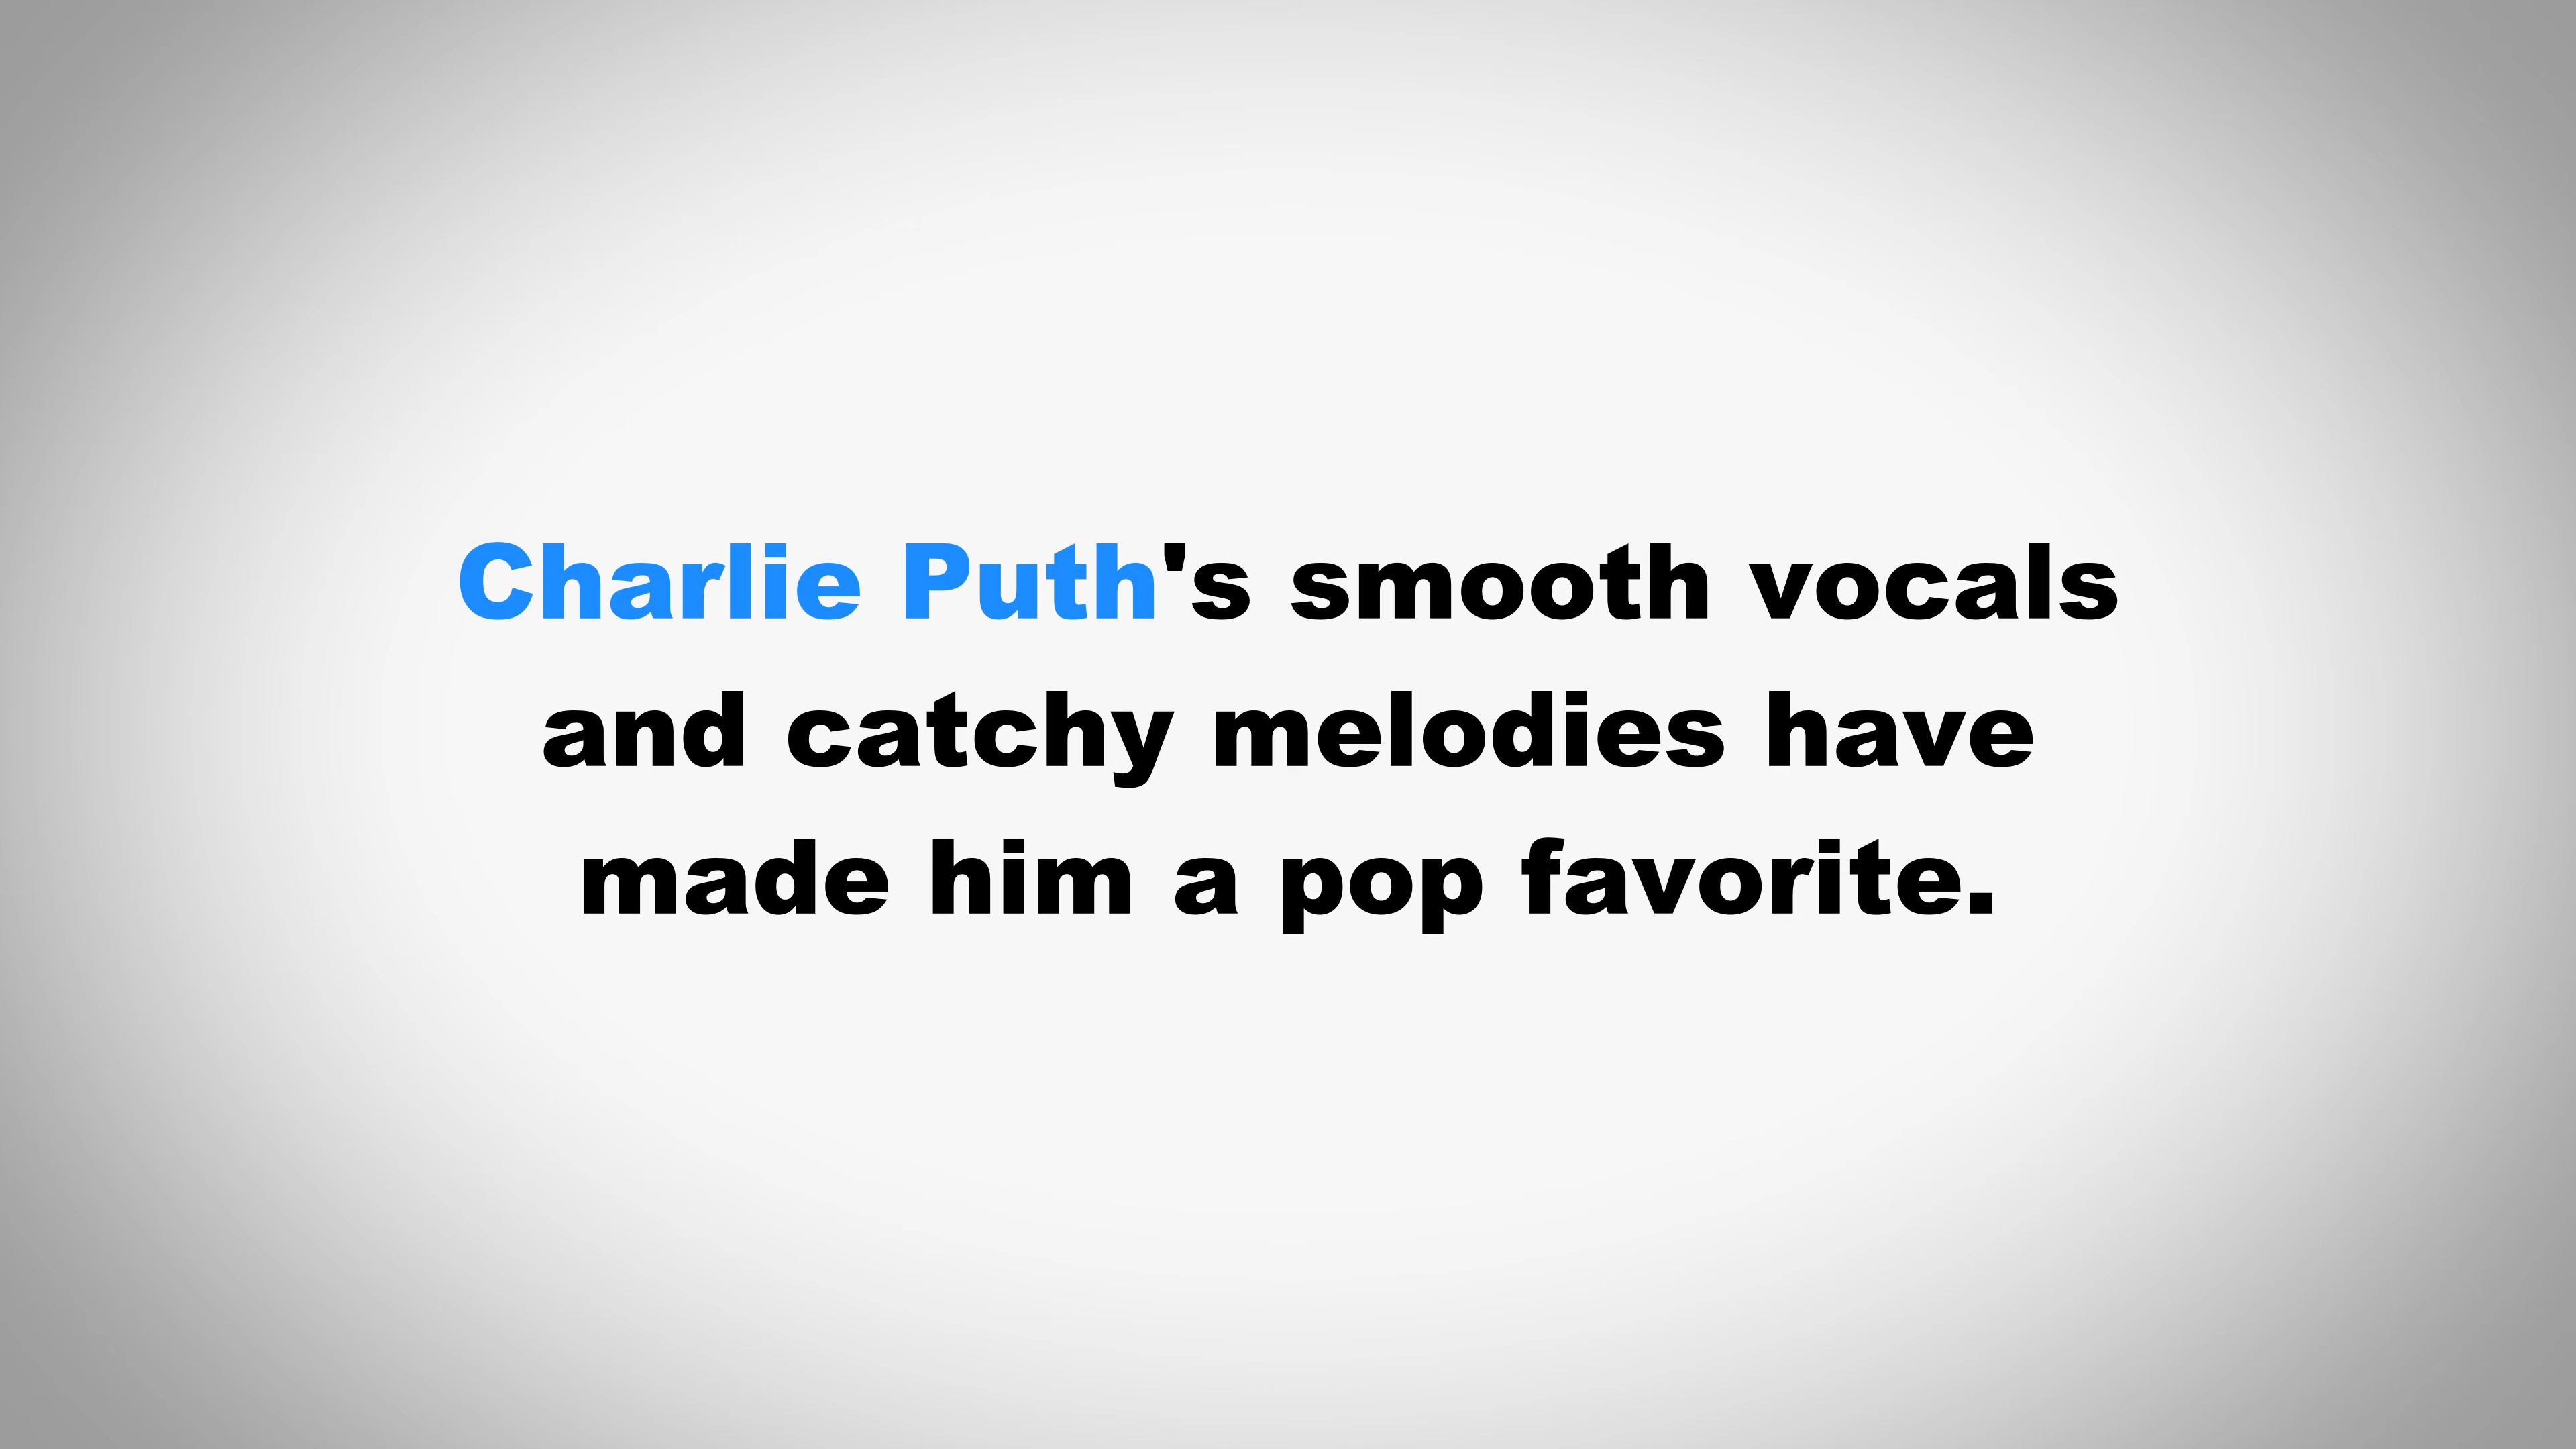 Charlie Puth's smooth vocals
and catchy melodies have
made him a pop favorite.